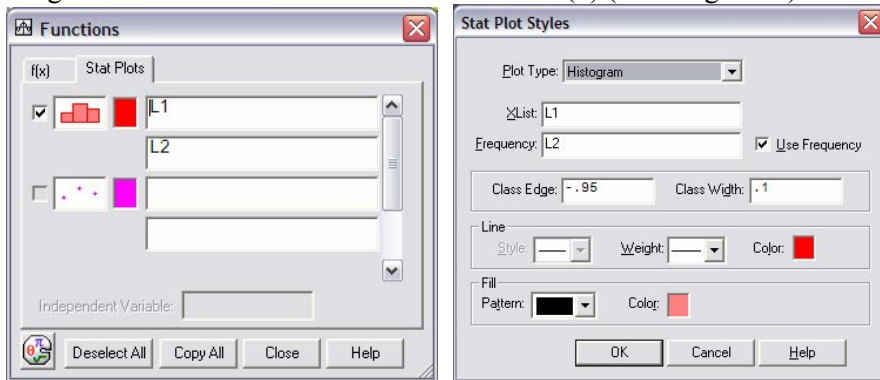 Functions
f(x) Stat Plots
L1
L2
Independent Variable:
Deselect All Copy All Close Help
Stat Plot Styles
Plot Type: Histogram
XList: L1
Frequency: L2 Use Frequency
Class Edge: -.95 Class Width: .1
Line
Style: Weight: Color:
Fill
Pattern: Color:
OK Cancel Help